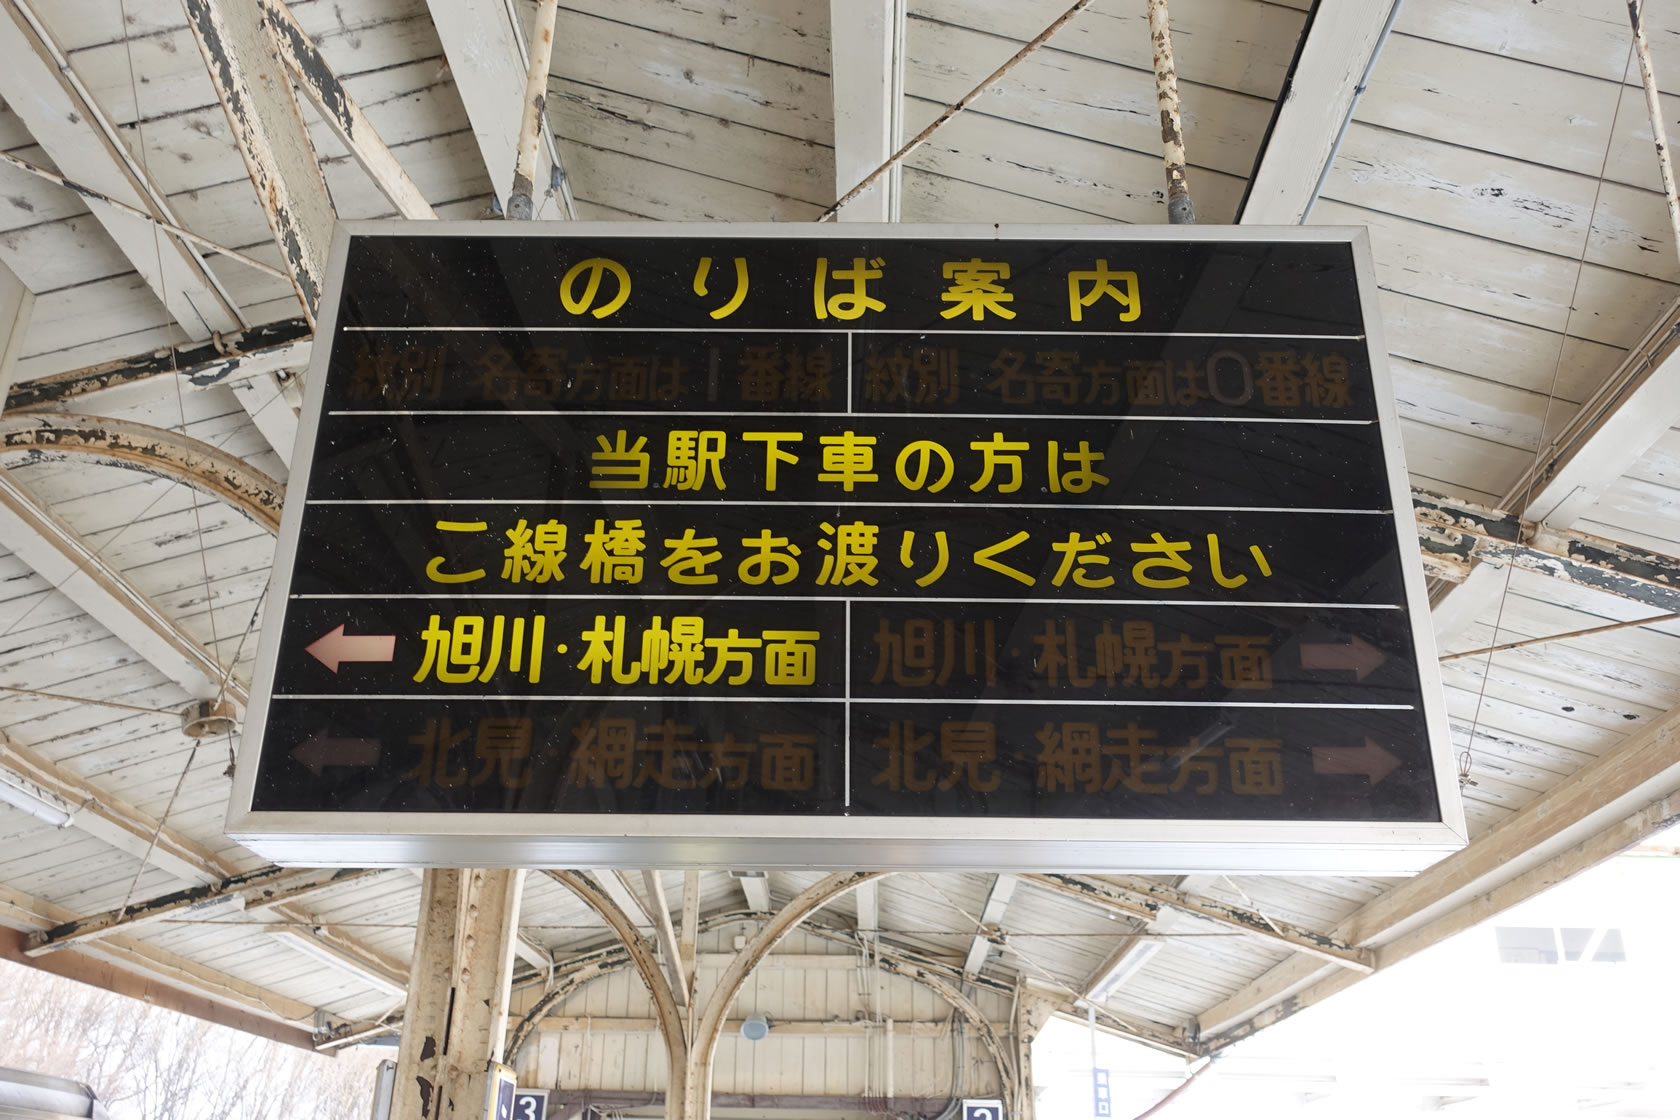 のりば案内
紋別 名寄方面は1番線 紋別 名寄方面は0番線
当駅下車の方は
こ線橋をお渡りください
← 旭川・札幌方面 旭川・札幌方面 →
← 北見・網走方面 北見・網走方面 →
3
2